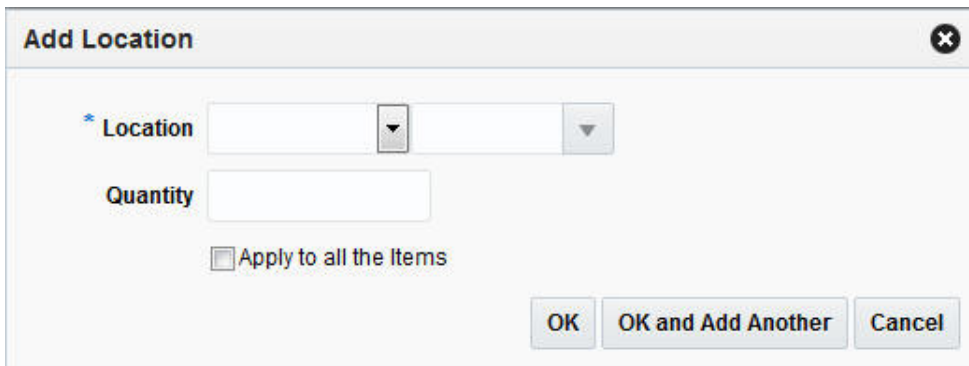 Add Location
* Location
Quantity
Apply to all the Items
OK OK and Add Another Cancel